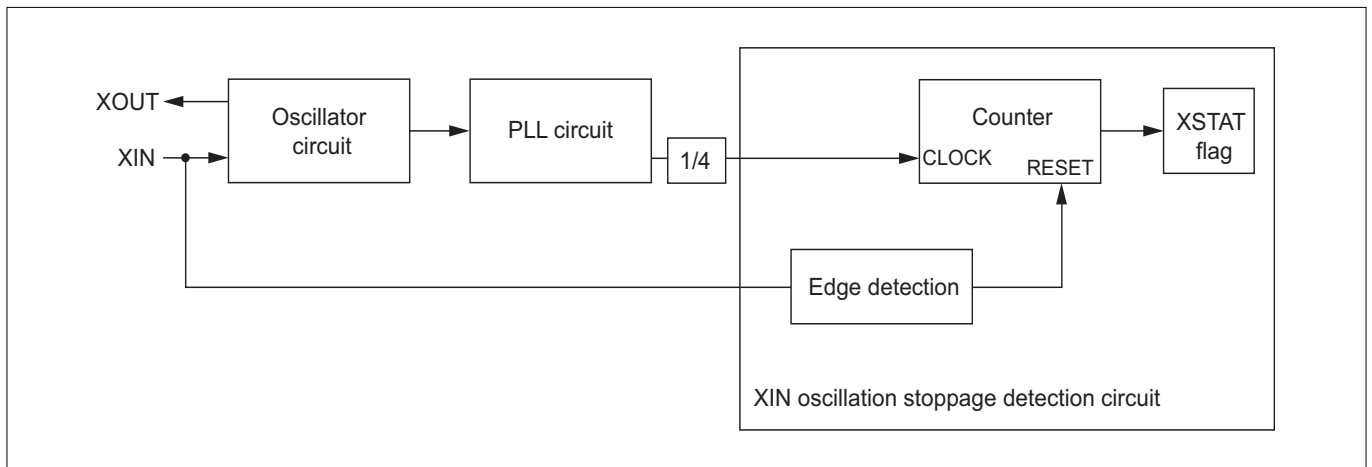 XOUT
XIN
Oscillator
circuit
PLL circuit
1/4
Counter
CLOCK
RESET
XSTAT
flag
Edge detection
XIN oscillation stoppage detection circuit